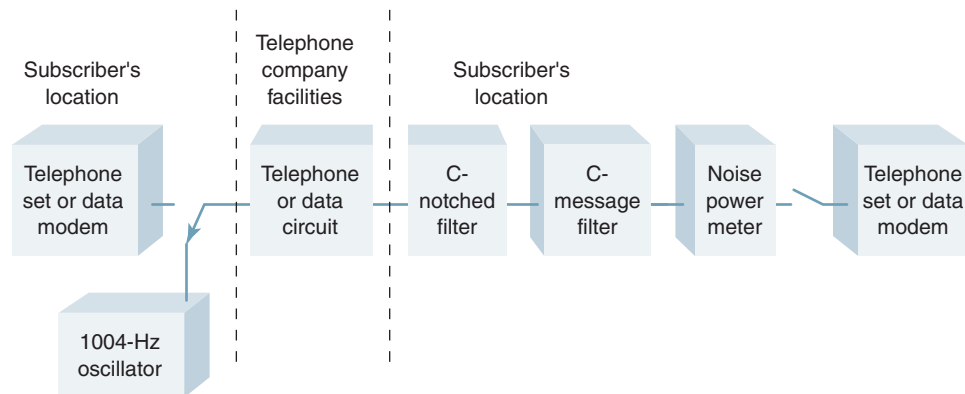 Subscriber's
location
Telephone
company
facilities
Subscriber's
location
Telephone
set or data
modem
Telephone
or data
circuit
C-
notched
filter
C-
message
filter
Noise
power
meter
Telephone
set or data
modem
1004-Hz
oscillator